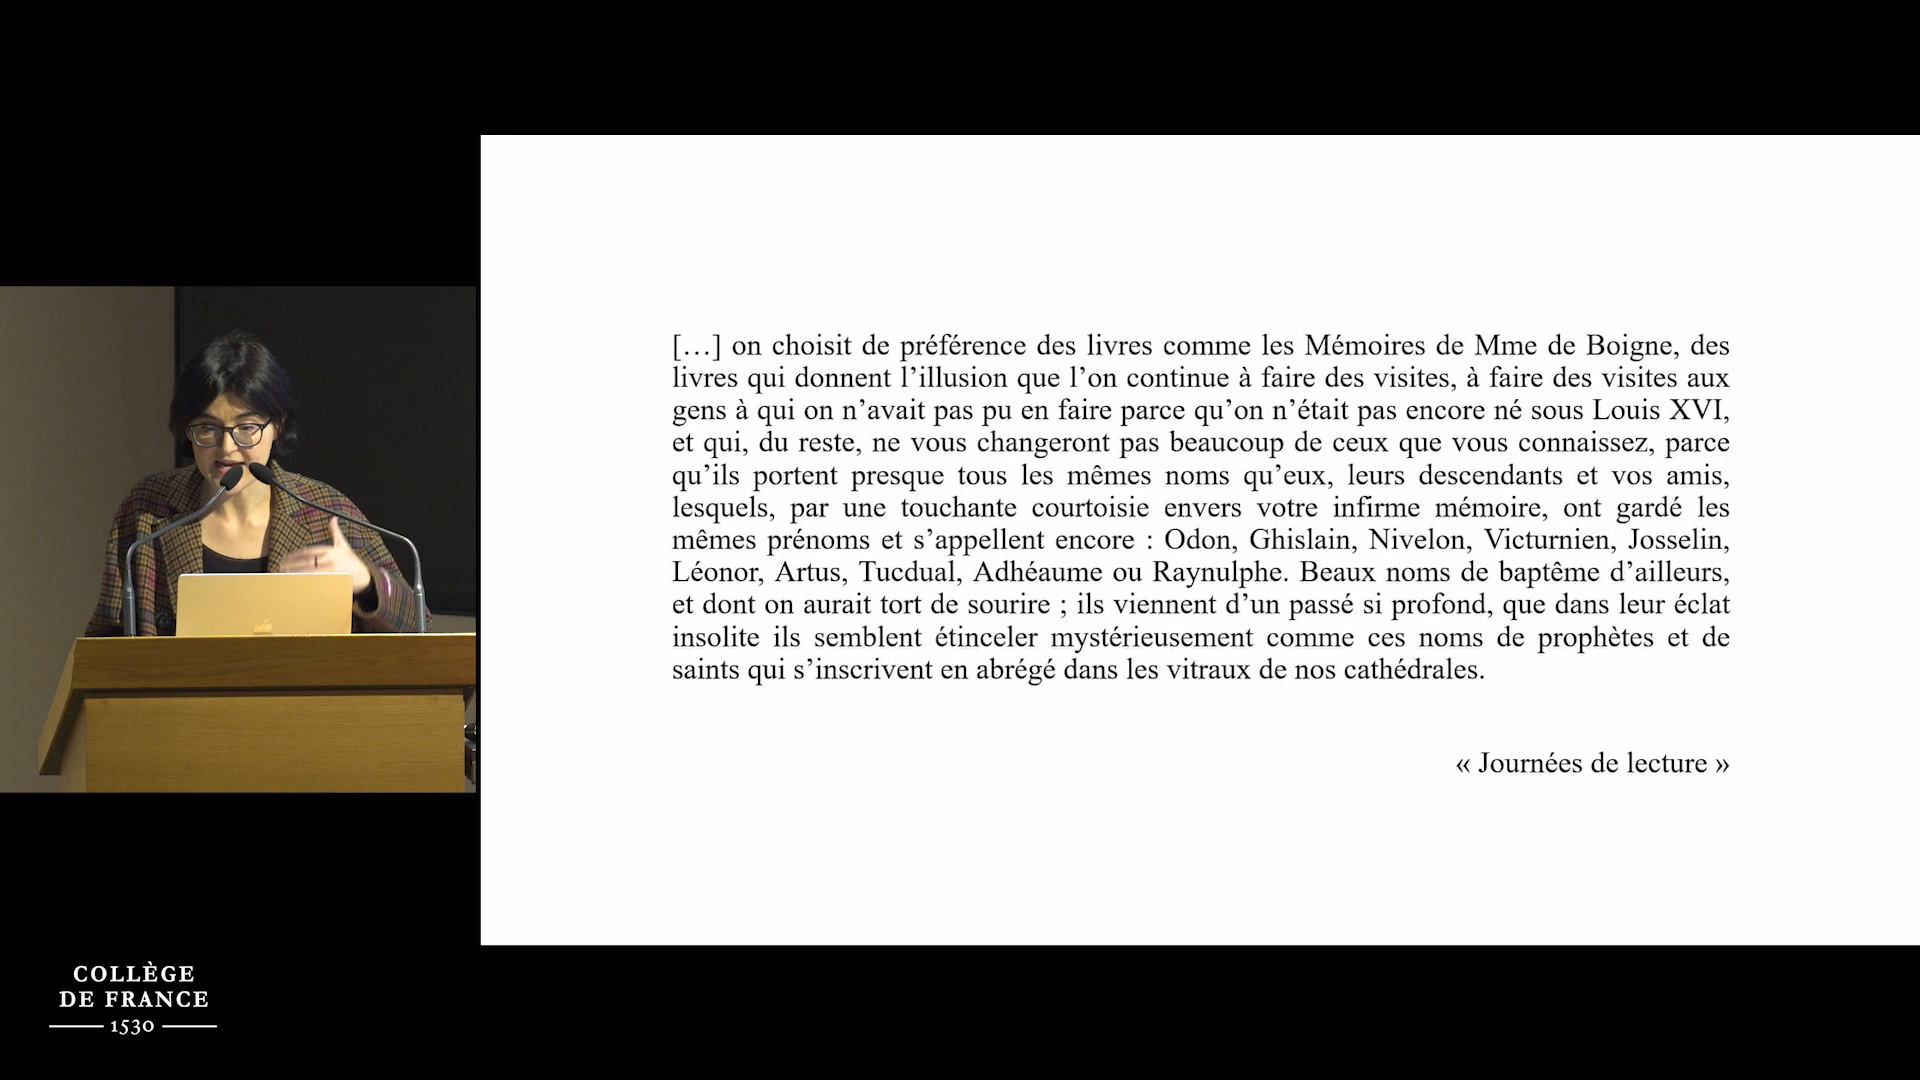 […] on choisit de préférence des livres comme les Mémoires de Mme de Boigne, des
livres qui donnent l’illusion que l’on continue à faire des visites, à faire des visites aux
gens à qui on n’avait pas pu en faire parce qu’on n’était pas encore né sous Louis XVI,
et qui, du reste, ne vous changeront pas beaucoup de ceux que vous connaissez, parce
qu’ils portent presque tous les mêmes noms qu’eux, leurs descendants et vos amis,
lesquels, par une touchante courtoisie envers votre infirme mémoire, ont gardé les
mêmes prénoms et s’appellent encore : Odon, Ghislain, Nivelon, Victurnien, Josselin,
Léonor, Artus, Tucdual, Adhéaume ou Raynulphe. Beaux noms de baptême d’ailleurs,
et dont on aurait tort de sourire ; ils viennent d’un passé si profond, que dans leur éclat
insolite ils semblent étinceler mystérieusement comme ces noms de prophètes et de
saints qui s’inscrivent en abrégé dans les vitraux de nos cathédrales.
« Journées de lecture »
COLLÈGE
DE FRANCE
1530